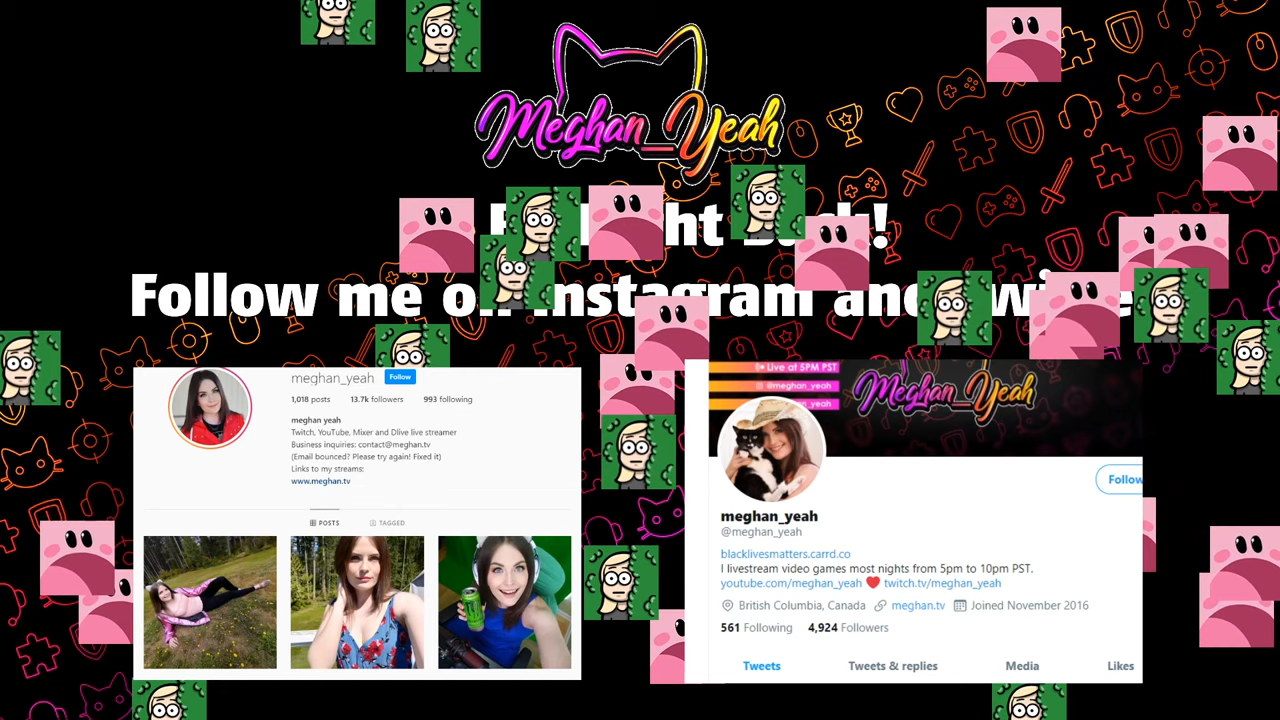 Meghan_Yeah
Follow me
meghan_yeah Follow
1,018 posts 13.7k followers 993 following
meghan yeah
Twitch, YouTube, Mixer and Dlive live streamer
Business inquiries: contact@meghan.tv
(Email bounced? Please try again! Fixed it)
Links to my streams:
www.meghan.tv
POSTS TAGGED
Live at 5PM PST
@meghan_yeah
Meghan_Yeah
Follow
meghan_yeah
@meghan_yeah
blacklivesmatters.carrd.co
I livestream video games most nights from 5pm to 10pm PST.
youtube.com/meghan_yeah ❤️ twitch.tv/meghan_yeah
British Columbia, Canada meghan.tv Joined November 2016
561 Following 4,924 Followers
Tweets Tweets & replies Media Likes